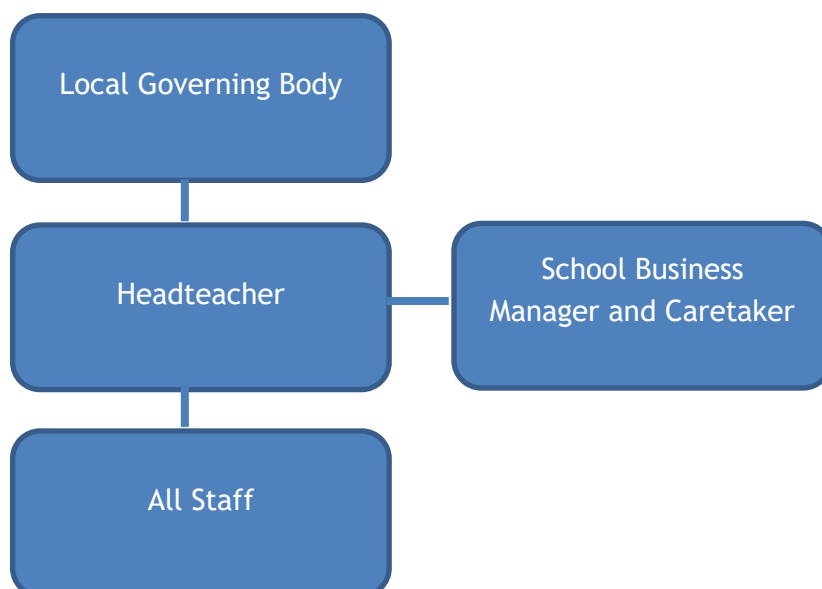 Local Governing Body
Headteacher
School Business
Manager and Caretaker
All Staff